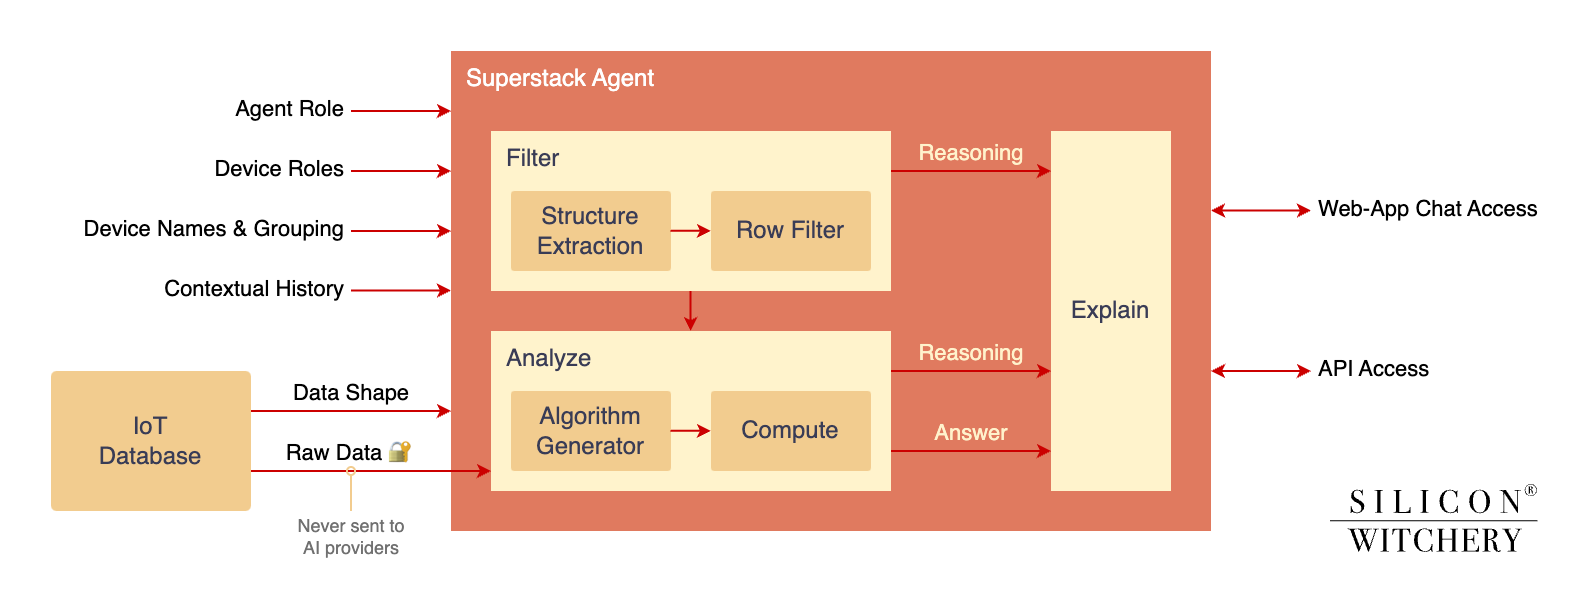 Superstack Agent
Agent Role
Device Roles
Device Names & Grouping
Contextual History
Filter
Structure
Extraction
Row Filter
Reasoning
Analyze
Algorithm
Generator
Compute
Reasoning
Answer
Explain
IoT
Database
Data Shape
Raw Data 🔐
Never sent to
AI providers
Web-App Chat Access
API Access
SILICON®
WITCHERY